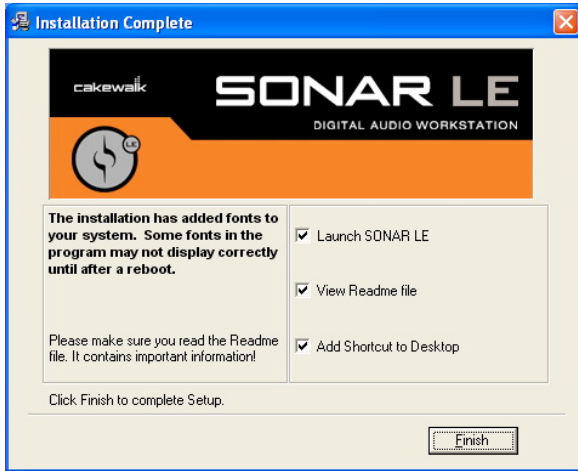 Installation Complete
cakewalk
SONAR LE
DIGITAL AUDIO WORKSTATION
LE
The installation has added fonts to
your system. Some fonts in the
program may not display correctly
until after a reboot.
Please make sure you read the Readme
file. It contains important information!
Launch SONAR LE
View Readme file
Add Shortcut to Desktop
Click Finish to complete Setup.
Finish